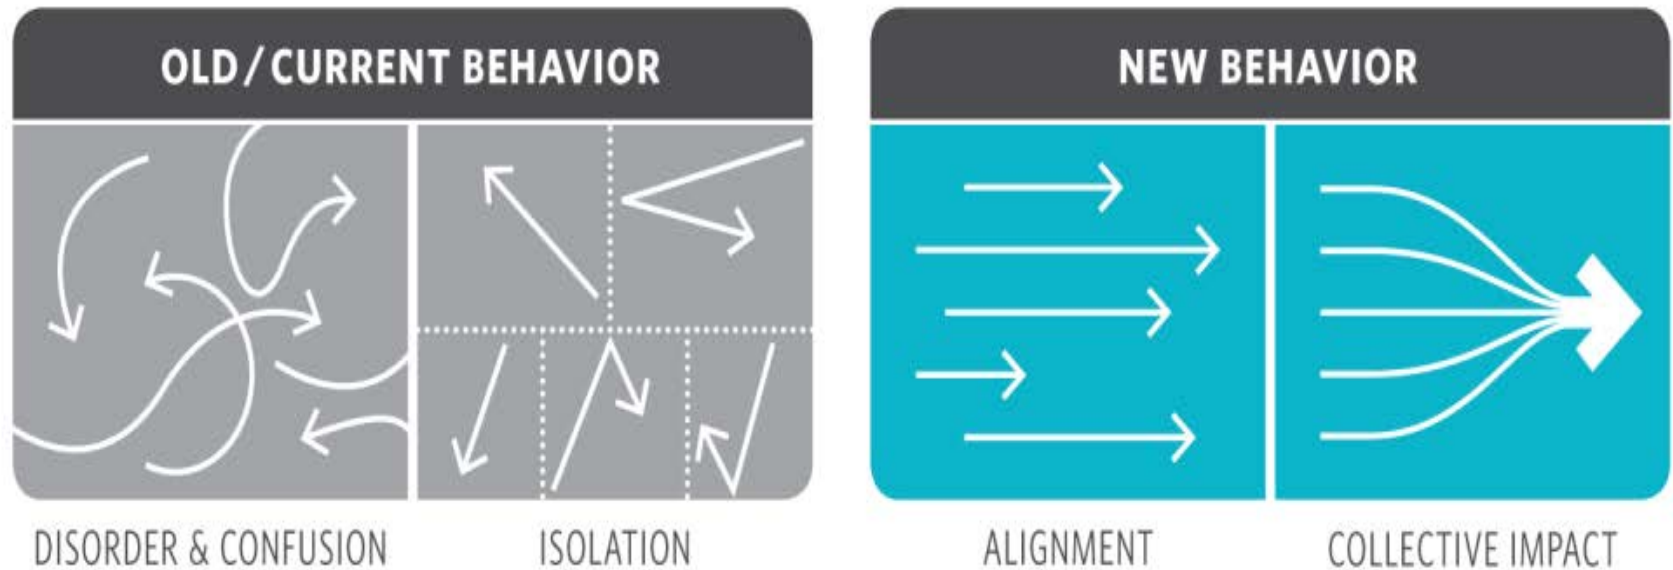 OLD / CURRENT BEHAVIOR
NEW BEHAVIOR
DISORDER & CONFUSION
ISOLATION
ALIGNMENT
COLLECTIVE IMPACT